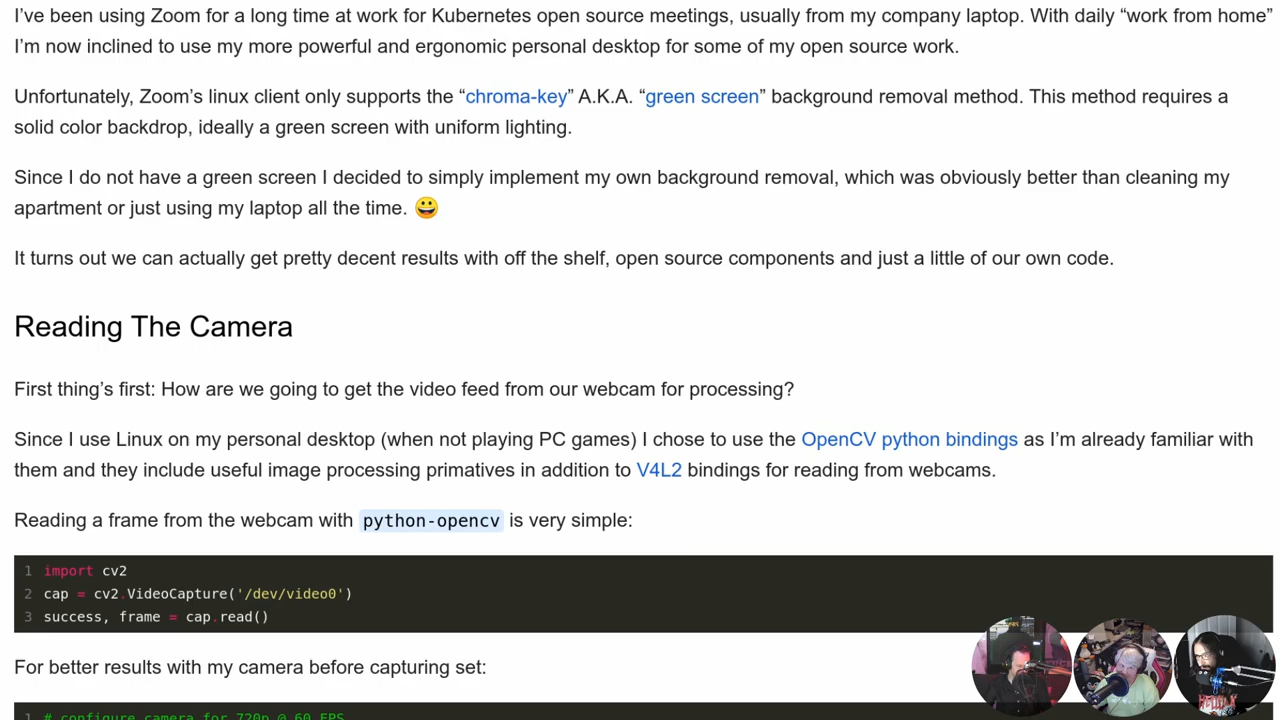 I’ve been using Zoom for a long time at work for Kubernetes open source meetings, usually from my company laptop. With daily “work from home”
I’m now inclined to use my more powerful and ergonomic personal desktop for some of my open source work.
Unfortunately, Zoom’s linux client only supports the “chroma-key” A.K.A. “green screen” background removal method. This method requires a
solid color backdrop, ideally a green screen with uniform lighting.
Since I do not have a green screen I decided to simply implement my own background removal, which was obviously better than cleaning my
apartment or just using my laptop all the time. 😀
It turns out we can actually get pretty decent results with off the shelf, open source components and just a little of our own code.
Reading The Camera
First thing’s first: How are we going to get the video feed from our webcam for processing?
Since I use Linux on my personal desktop (when not playing PC games) I chose to use the OpenCV python bindings as I’m already familiar with
them and they include useful image processing primatives in addition to V4L2 bindings for reading from webcams.
Reading a frame from the webcam with python-opencv is very simple:
1 import cv2
2 cap = cv2.VideoCapture('/dev/video0')
3 success, frame = cap.read()
For better results with my camera before capturing set:
1 # configure camera for 720p @ 60 FPS